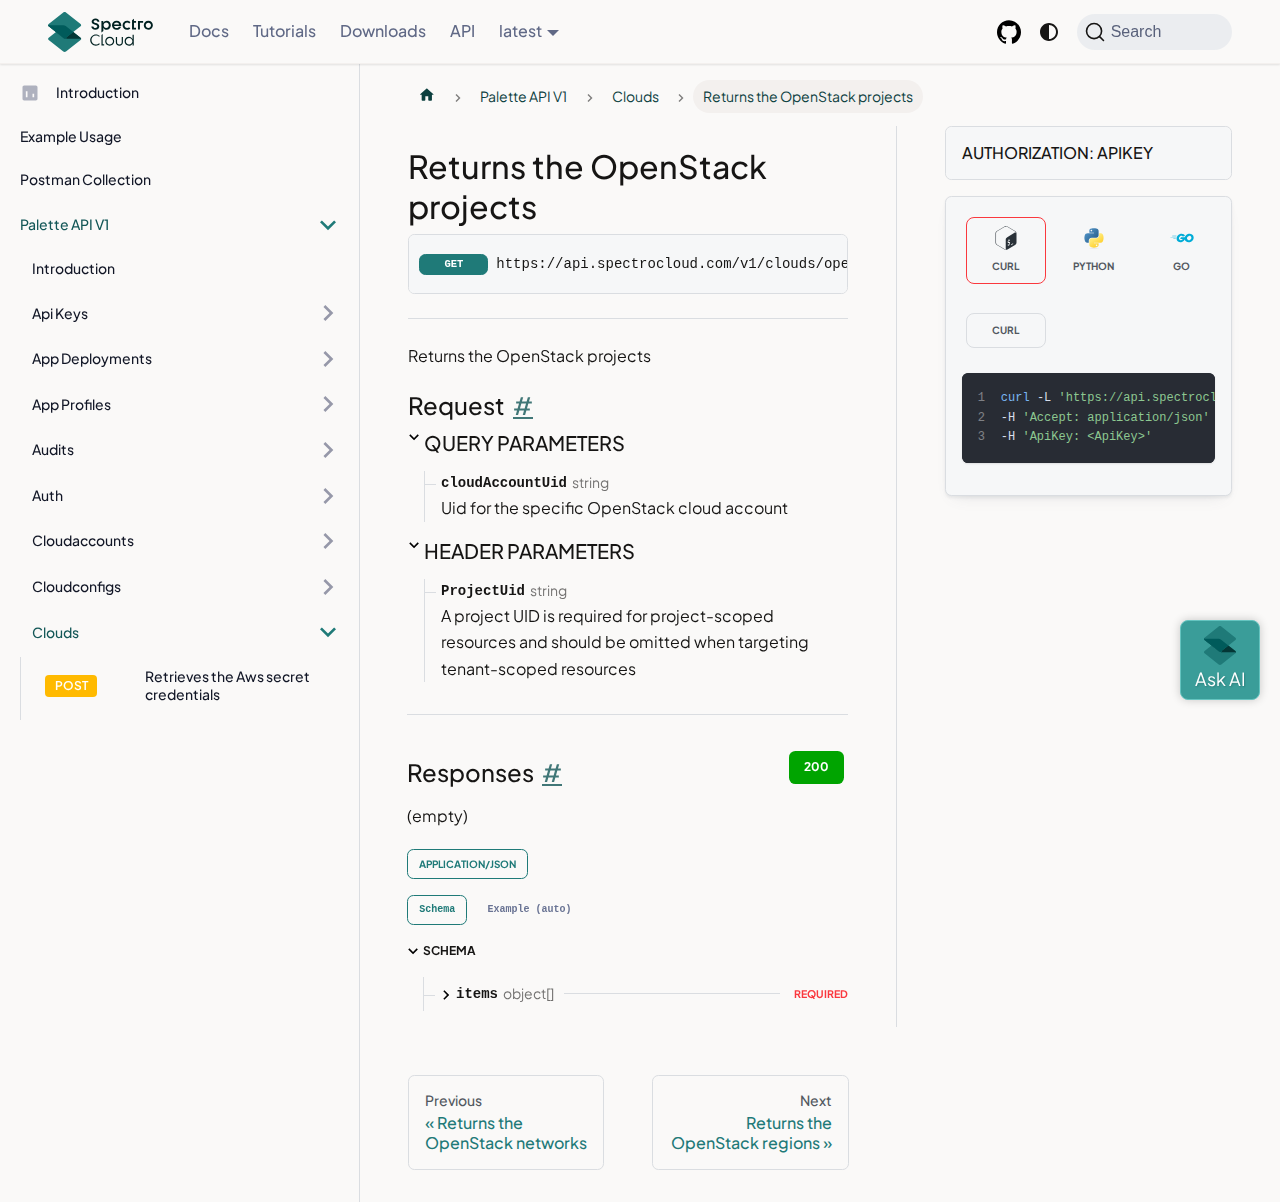 Spectro Cloud
Docs
Tutorials
Downloads
API
latest
Search
Introduction
Example Usage
Postman Collection
Palette API V1
Introduction
Api Keys
App Deployments
App Profiles
Audits
Auth
Cloudaccounts
Cloudconfigs
Clouds
POST
Retrieves the Aws secret
credentials
Palette API V1
Clouds
Returns the OpenStack projects
Returns the OpenStack
projects
GET
https://api.spectrocloud.com/v1/clouds/ope
Returns the OpenStack projects
Request #
QUERY PARAMETERS
cloudAccountUid string
Uid for the specific OpenStack cloud account
HEADER PARAMETERS
ProjectUid string
A project UID is required for project-scoped
resources and should be omitted when targeting
tenant-scoped resources
Responses #
200
(empty)
APPLICATION/JSON
Schema
Example (auto)
SCHEMA
items object[]
REQUIRED
Previous
« Returns the
OpenStack networks
Next
Returns the
OpenStack regions »
AUTHORIZATION: APIKEY
CURL
PYTHON
GO
CURL
1 curl -L 'https://api.spectrocl
2 -H 'Accept: application/json'
3 -H 'ApiKey: <ApiKey>'
Ask AI